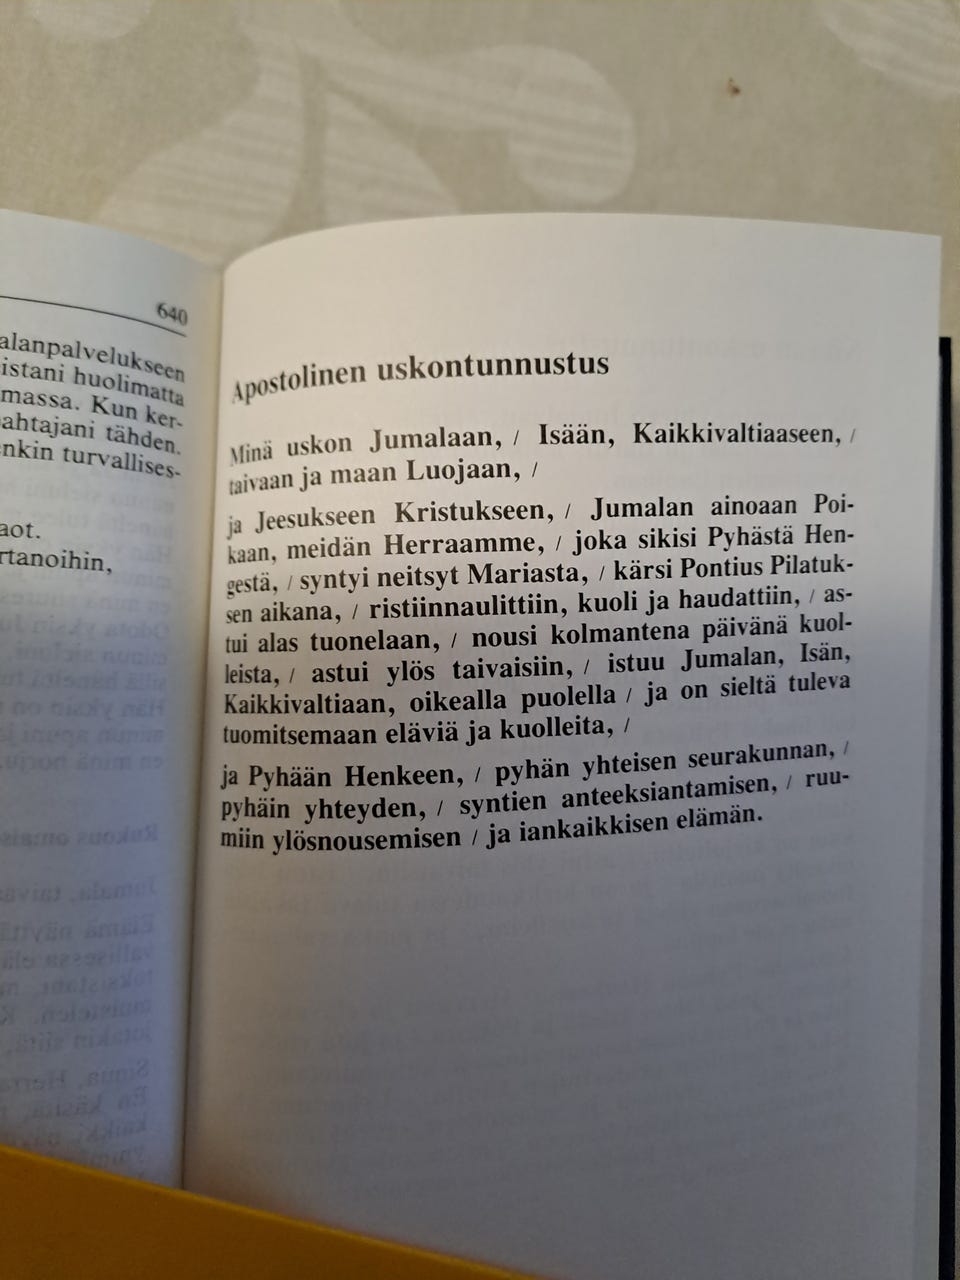 640
alanpalvelukseen
istani huolimatta
massa. Kun ker-
ahtajani tähden.
nkin turvallises-
aot.
rtanoihin,
Apostolinen uskontunnustus
Minä uskon Jumalaan, / Isään, Kaikkivaltiaaseen, /
taivaan ja maan Luojaan, /
ja Jeesukseen Kristukseen, / Jumalan ainoaan Poi-
kaan, meidän Herraamme, / joka sikisi Pyhästä Hen-
gestä, / syntyi neitsyt Mariasta, / kärsi Pontius Pilatuk-
sen aikana, / ristiinnaulittiin, kuoli ja haudattiin, / as-
tui alas tuonelaan, / nousi kolmantena päivänä kuol-
leista, / astui ylös taivaisiin, / istuu Jumalan, Isän,
Kaikkivaltiaan, oikealla puolella / ja on sieltä tuleva
tuomitsemaan eläviä ja kuolleita, /
ja Pyhään Henkeen, / pyhän yhteisen seurakunnan, /
pyhäin yhteyden, / syntien anteeksiantamisen, / ruu-
miin ylösnousemisen / ja iankaikkisen elämän.